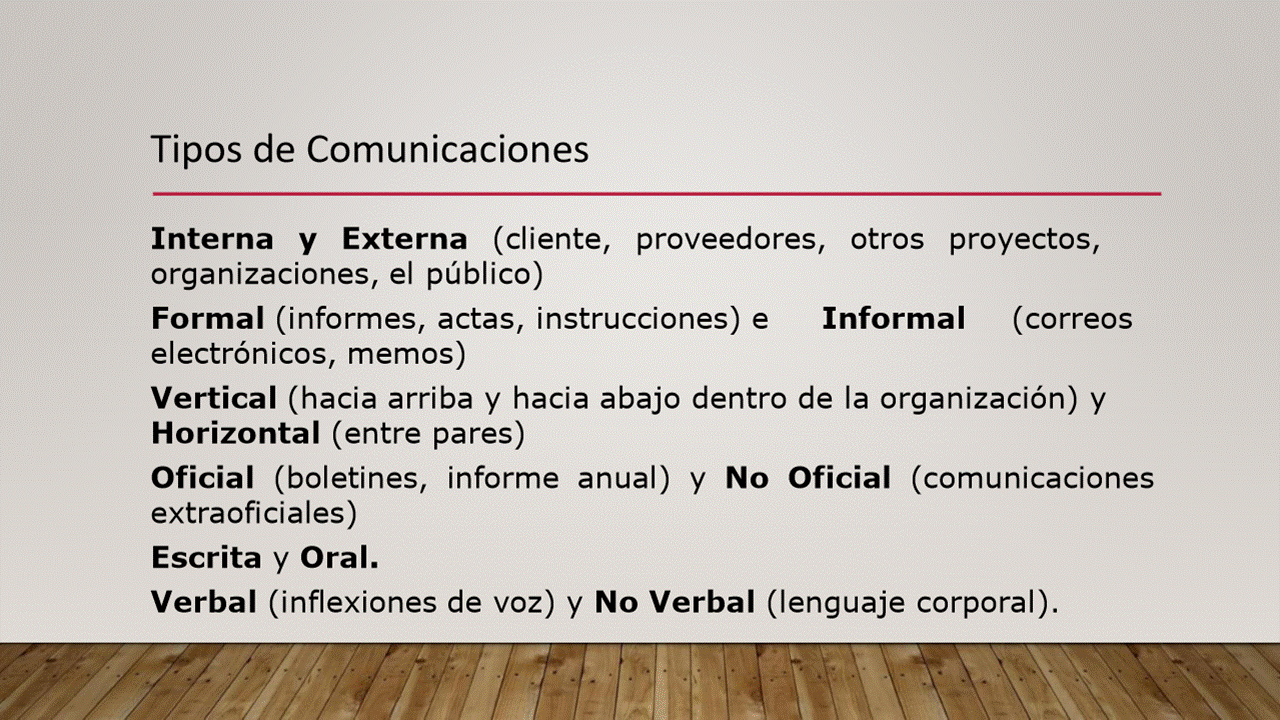 Tipos de Comunicaciones
Interna y Externa (cliente, proveedores, otros proyectos,
organizaciones, el público)
Formal (informes, actas, instrucciones) e Informal (correos
electrónicos, memos)
Vertical (hacia arriba y hacia abajo dentro de la organización) y
Horizontal (entre pares)
Oficial (boletines, informe anual) y No Oficial (comunicaciones
extraoficiales)
Escrita y Oral.
Verbal (inflexiones de voz) y No Verbal (lenguaje corporal).